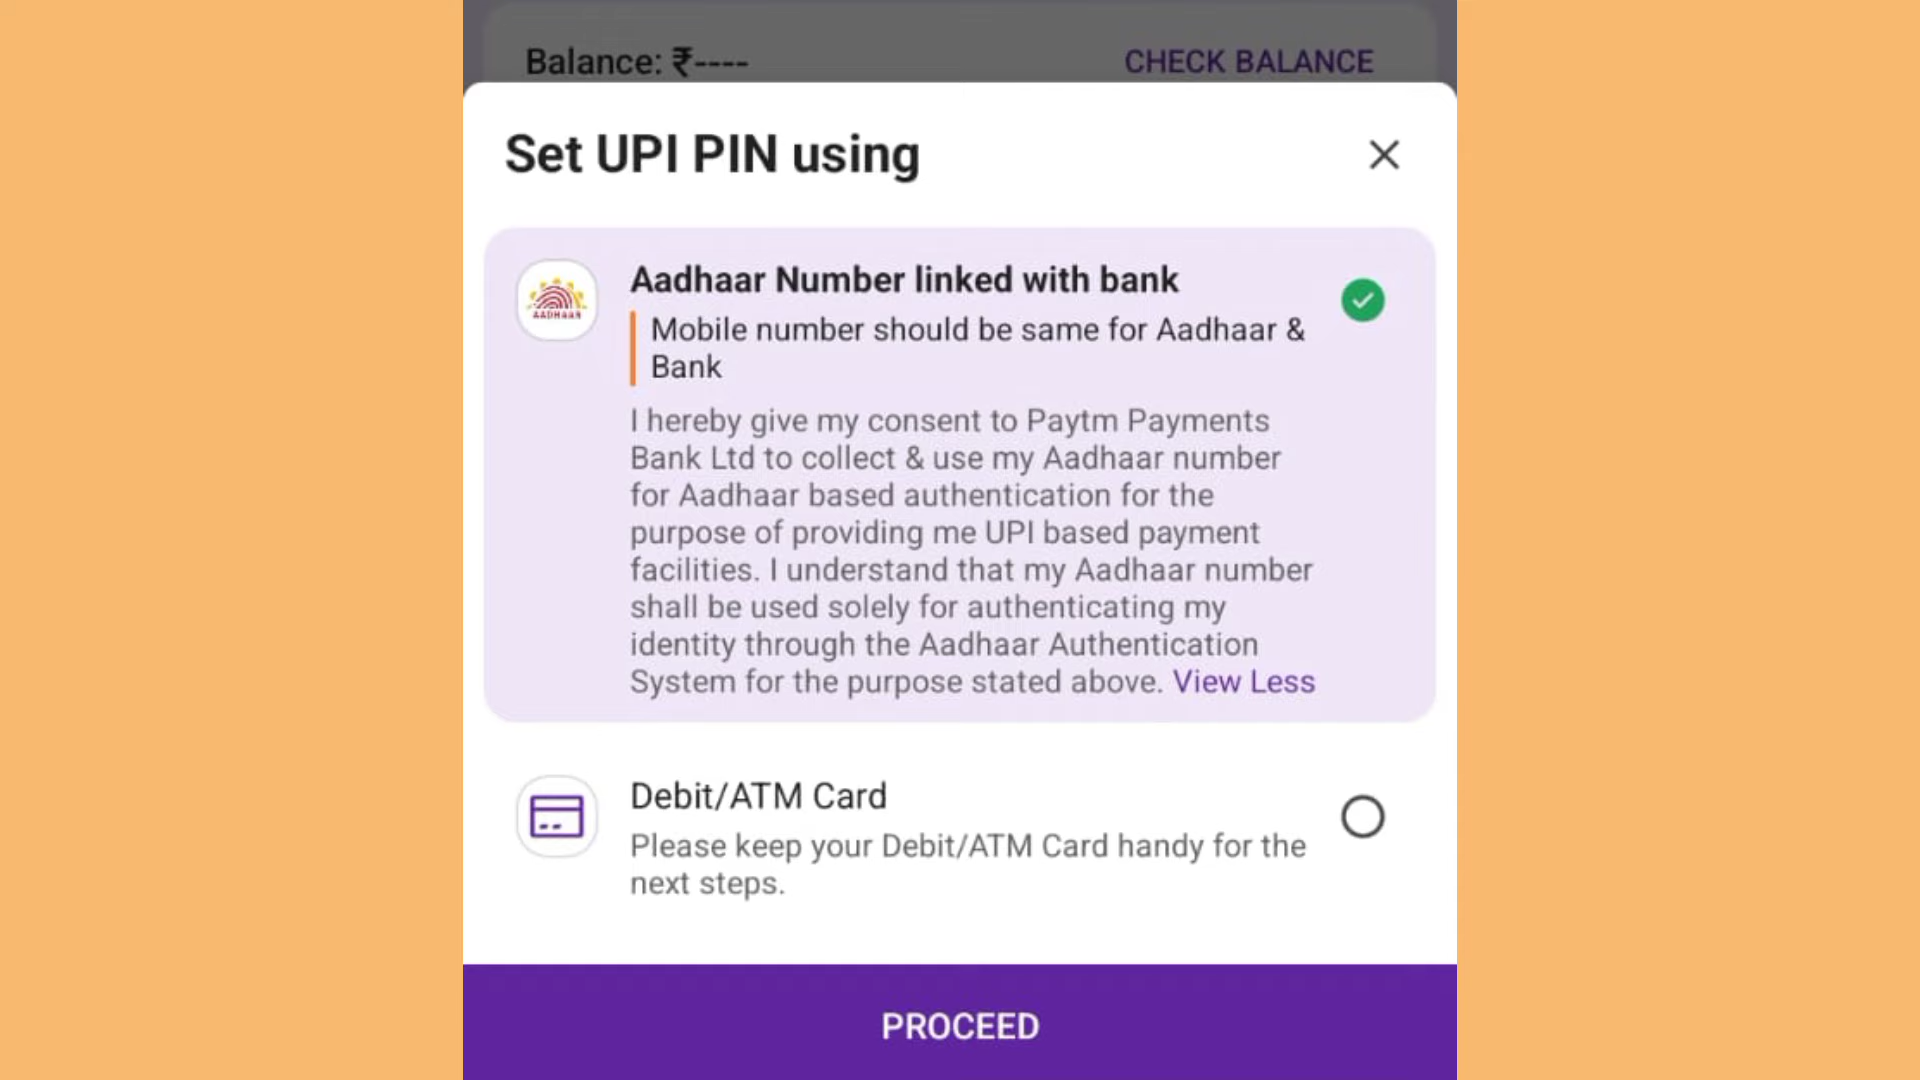 Balance: ₹----
CHECK BALANCE
Set UPI PIN using
AADHAAR
Aadhaar Number linked with bank
Mobile number should be same for Aadhaar &
Bank
I hereby give my consent to Paytm Payments
Bank Ltd to collect & use my Aadhaar number
for Aadhaar based authentication for the
purpose of providing me UPI based payment
facilities. I understand that my Aadhaar number
shall be used solely for authenticating my
identity through the Aadhaar Authentication
System for the purpose stated above. View Less
Debit/ATM Card
Please keep your Debit/ATM Card handy for the
next steps.
PROCEED